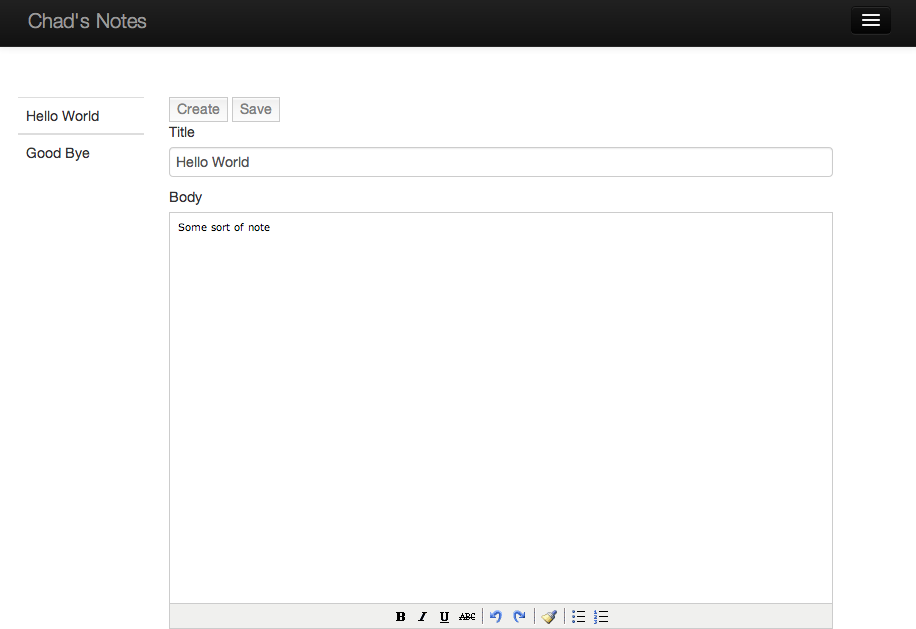 Chad's Notes
Hello World
Good Bye
Create Save
Title
Hello World
Body
Some sort of note
B I U ABC